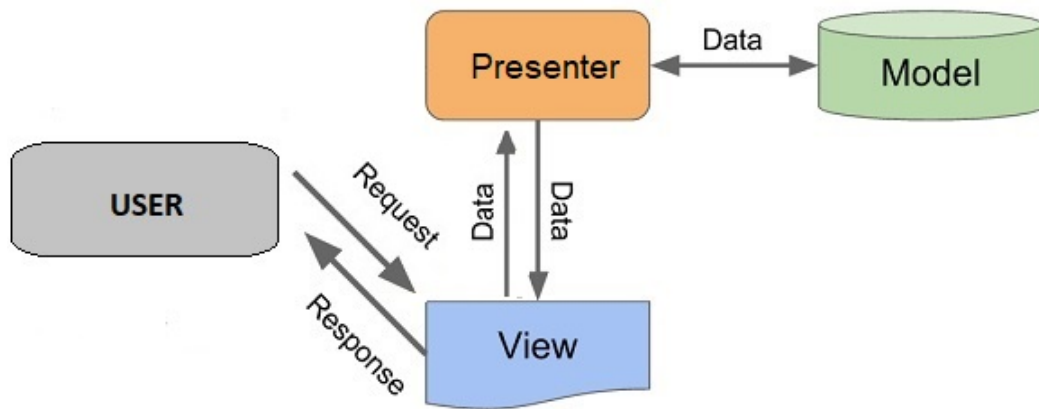 Presenter
Data
Model
USER
Request
Response
Data
Data
View